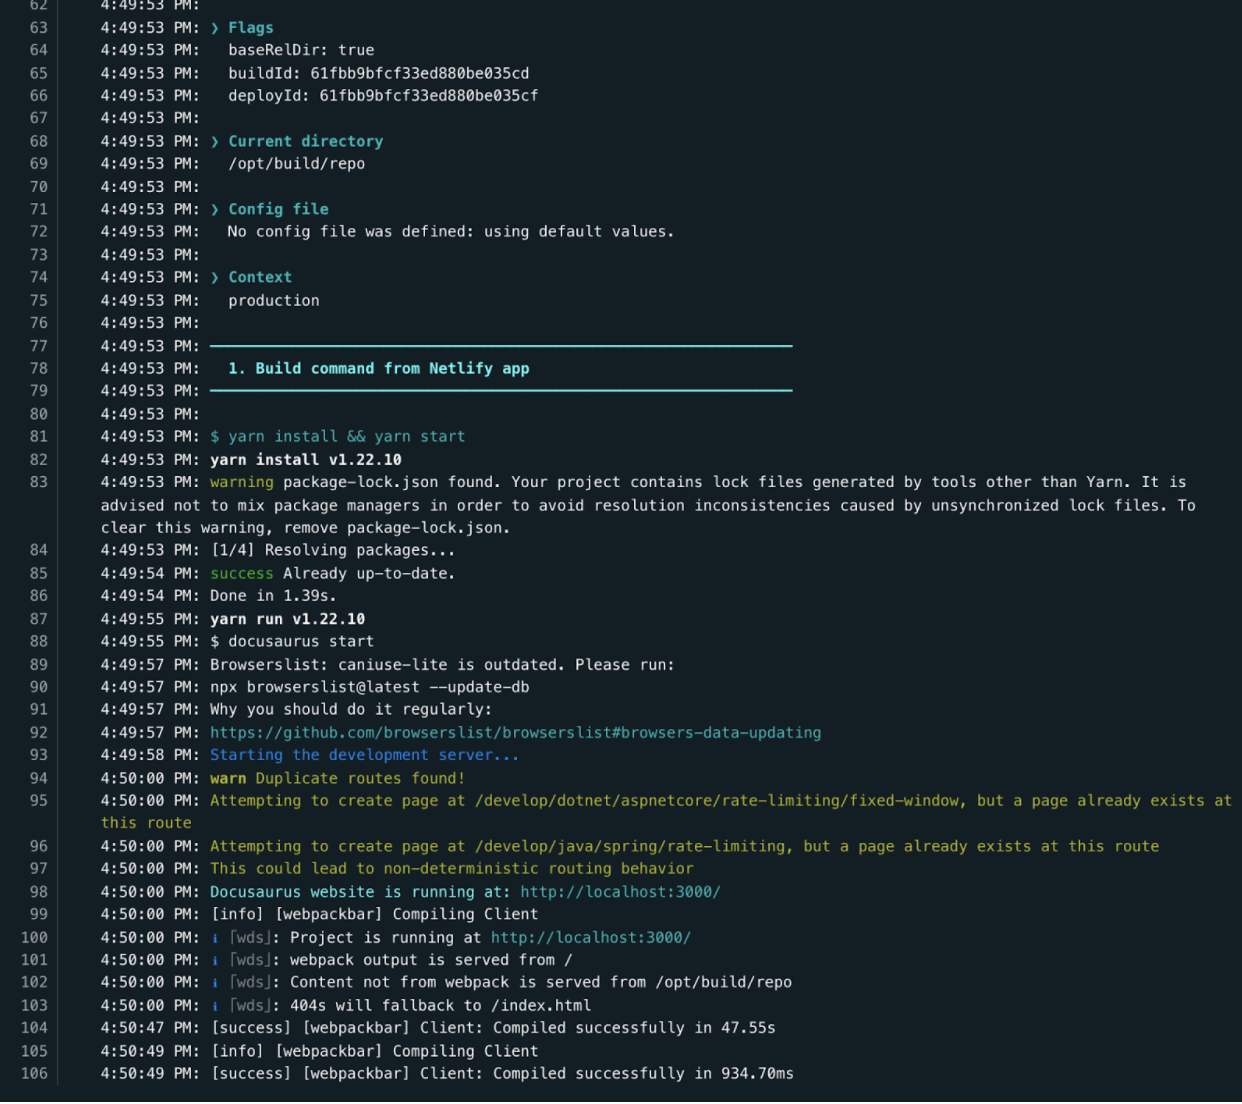 62 4:49:53 PM:
63 4:49:53 PM: ❯ Flags
64 4:49:53 PM: baseRelDir: true
65 4:49:53 PM: buildId: 61fbb9bfcf33ed880be035cd
66 4:49:53 PM: deployId: 61fbb9bfcf33ed880be035cf
67 4:49:53 PM:
68 4:49:53 PM: ❯ Current directory
69 4:49:53 PM: /opt/build/repo
70 4:49:53 PM:
71 4:49:53 PM: ❯ Config file
72 4:49:53 PM: No config file was defined: using default values.
73 4:49:53 PM:
74 4:49:53 PM: ❯ Context
75 4:49:53 PM: production
76 4:49:53 PM:
77 4:49:53 PM: ────────────────────────────────────────────────────────────────
78 4:49:53 PM: 1. Build command from Netlify app
79 4:49:53 PM: ────────────────────────────────────────────────────────────────
80 4:49:53 PM:
81 4:49:53 PM: $ yarn install && yarn start
82 4:49:53 PM: yarn install v1.22.10
83 4:49:53 PM: warning package-lock.json found. Your project contains lock files generated by tools other than Yarn. It is
advised not to mix package managers in order to avoid resolution inconsistencies caused by unsynchronized lock files. To
clear this warning, remove package-lock.json.
84 4:49:53 PM: [1/4] Resolving packages...
85 4:49:54 PM: success Already up-to-date.
86 4:49:54 PM: Done in 1.39s.
87 4:49:55 PM: yarn run v1.22.10
88 4:49:55 PM: $ docusaurus start
89 4:49:57 PM: Browserslist: caniuse-lite is outdated. Please run:
90 4:49:57 PM: npx browserslist@latest --update-db
91 4:49:57 PM: Why you should do it regularly:
92 4:49:57 PM: https://github.com/browserslist/browserslist#browsers-data-updating
93 4:49:58 PM: Starting the development server...
94 4:50:00 PM: warn Duplicate routes found!
95 4:50:00 PM: Attempting to create page at /develop/dotnet/aspnetcore/rate-limiting/fixed-window, but a page already exists at
this route
96 4:50:00 PM: Attempting to create page at /develop/java/spring/rate-limiting, but a page already exists at this route
97 4:50:00 PM: This could lead to non-deterministic routing behavior
98 4:50:00 PM: Docusaurus website is running at: http://localhost:3000/
99 4:50:00 PM: [info] [webpackbar] Compiling Client
100 4:50:00 PM: ℹ ｢wds｣: Project is running at http://localhost:3000/
101 4:50:00 PM: ℹ ｢wds｣: webpack output is served from /
102 4:50:00 PM: ℹ ｢wds｣: Content not from webpack is served from /opt/build/repo
103 4:50:00 PM: ℹ ｢wds｣: 404s will fallback to /index.html
104 4:50:47 PM: [success] [webpackbar] Client: Compiled successfully in 47.55s
105 4:50:49 PM: [info] [webpackbar] Compiling Client
106 4:50:49 PM: [success] [webpackbar] Client: Compiled successfully in 934.70ms